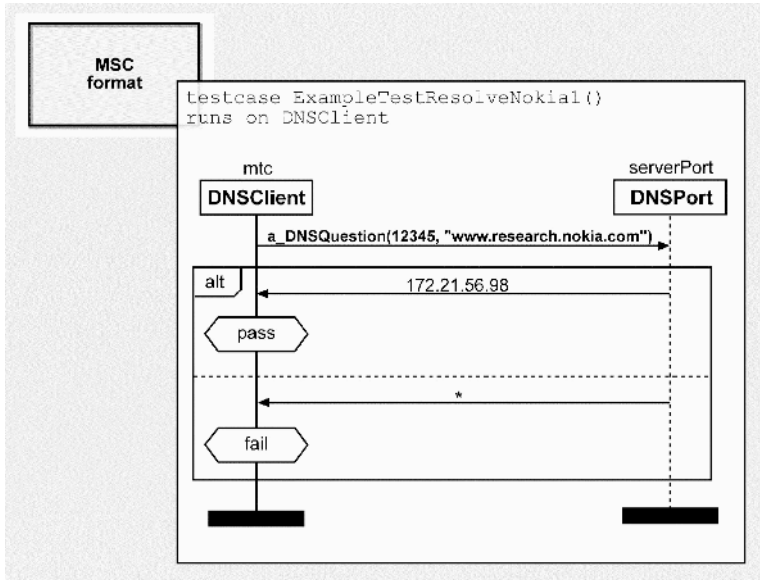 MSC
format
testcase ExampleTestResolveNokia1()
runs on DNSClient
mtc
serverPort
DNSClient
DNSPort
a_DNSQuestion(12345, "www.research.nokia.com")
alt
172.21.56.98
pass
*
fail